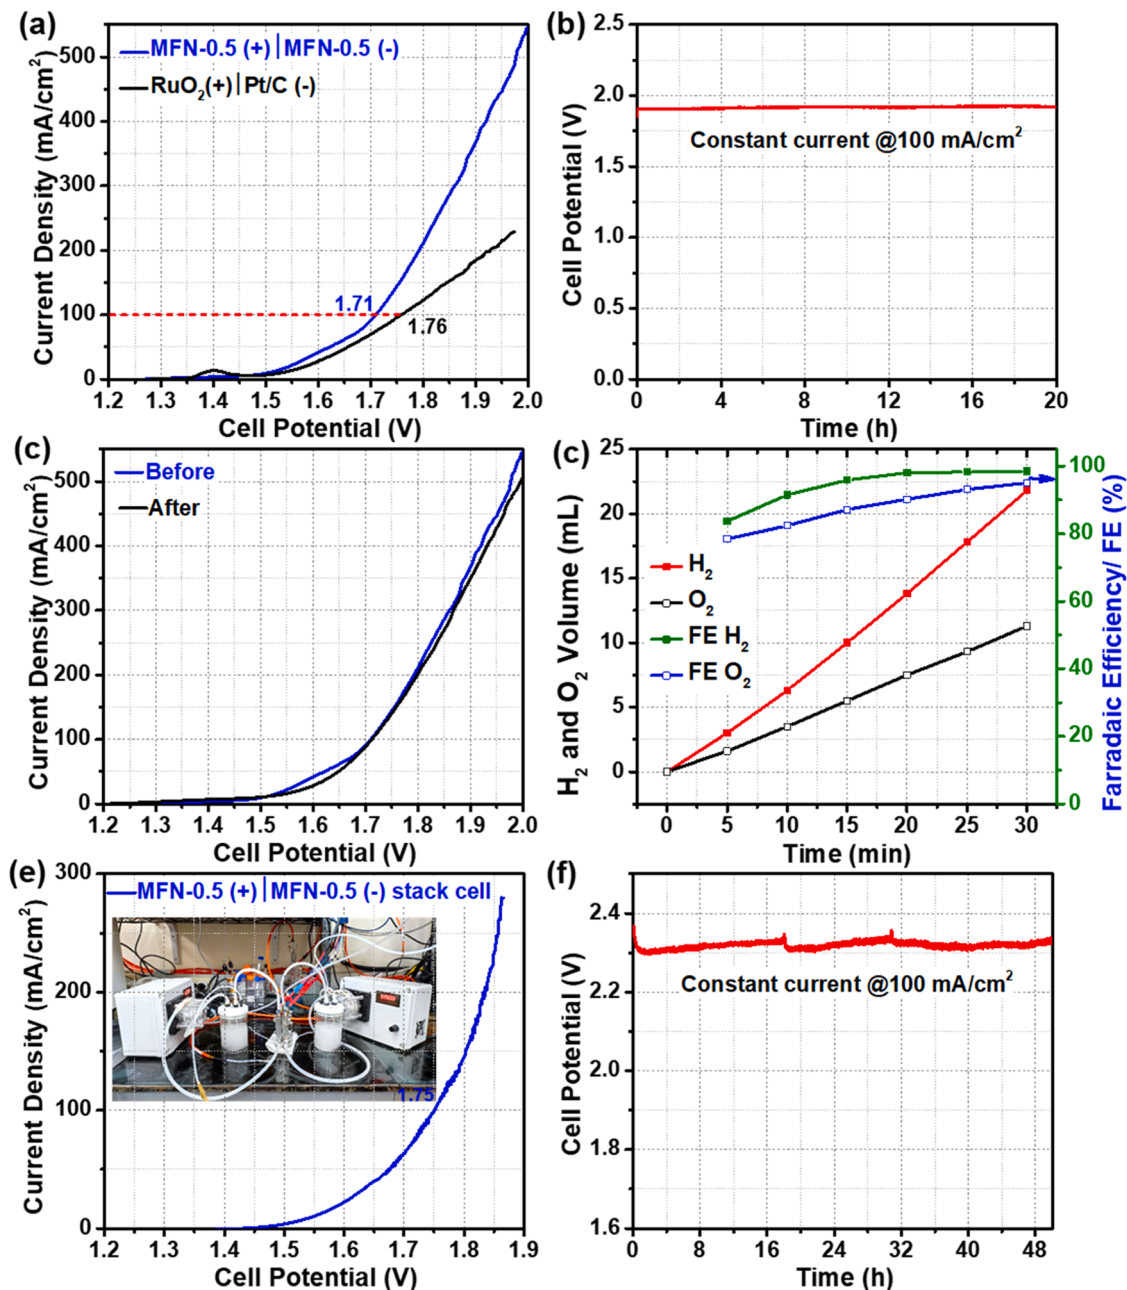 (a)
MFN-0.5 (+)|MFN-0.5 (-)
RuO₂(+)|Pt/C (-)
1.71
1.76
Current Density (mA/cm²)
500
400
300
200
100
0
1.2 1.3 1.4 1.5 1.6 1.7 1.8 1.9 2.0
Cell Potential (V)
(b)
Constant current @100 mA/cm²
Cell Potential (V)
2.5
2.0
1.5
1.0
0.5
0.0
0 4 8 12 16 20
Time (h)
(c)
Before
After
Current Density (mA/cm²)
500
400
300
200
100
0
1.2 1.3 1.4 1.5 1.6 1.7 1.8 1.9 2.0
Cell Potential (V)
(c)
H₂
O₂
FE H₂
FE O₂
H₂ and O₂ Volume (mL)
25
20
15
10
5
0
Farradaic Efficiency/ FE (%)
100
80
60
40
20
0
0 5 10 15 20 25 30
Time (min)
(e)
MFN-0.5 (+)|MFN-0.5 (-) stack cell
1.75
Current Density (mA/cm²)
300
200
100
0
1.2 1.3 1.4 1.5 1.6 1.7 1.8 1.9
Cell Potential (V)
(f)
Constant current @100 mA/cm²
Cell Potential (V)
2.4
2.2
2.0
1.8
1.6
0 8 16 24 32 40 48
Time (h)